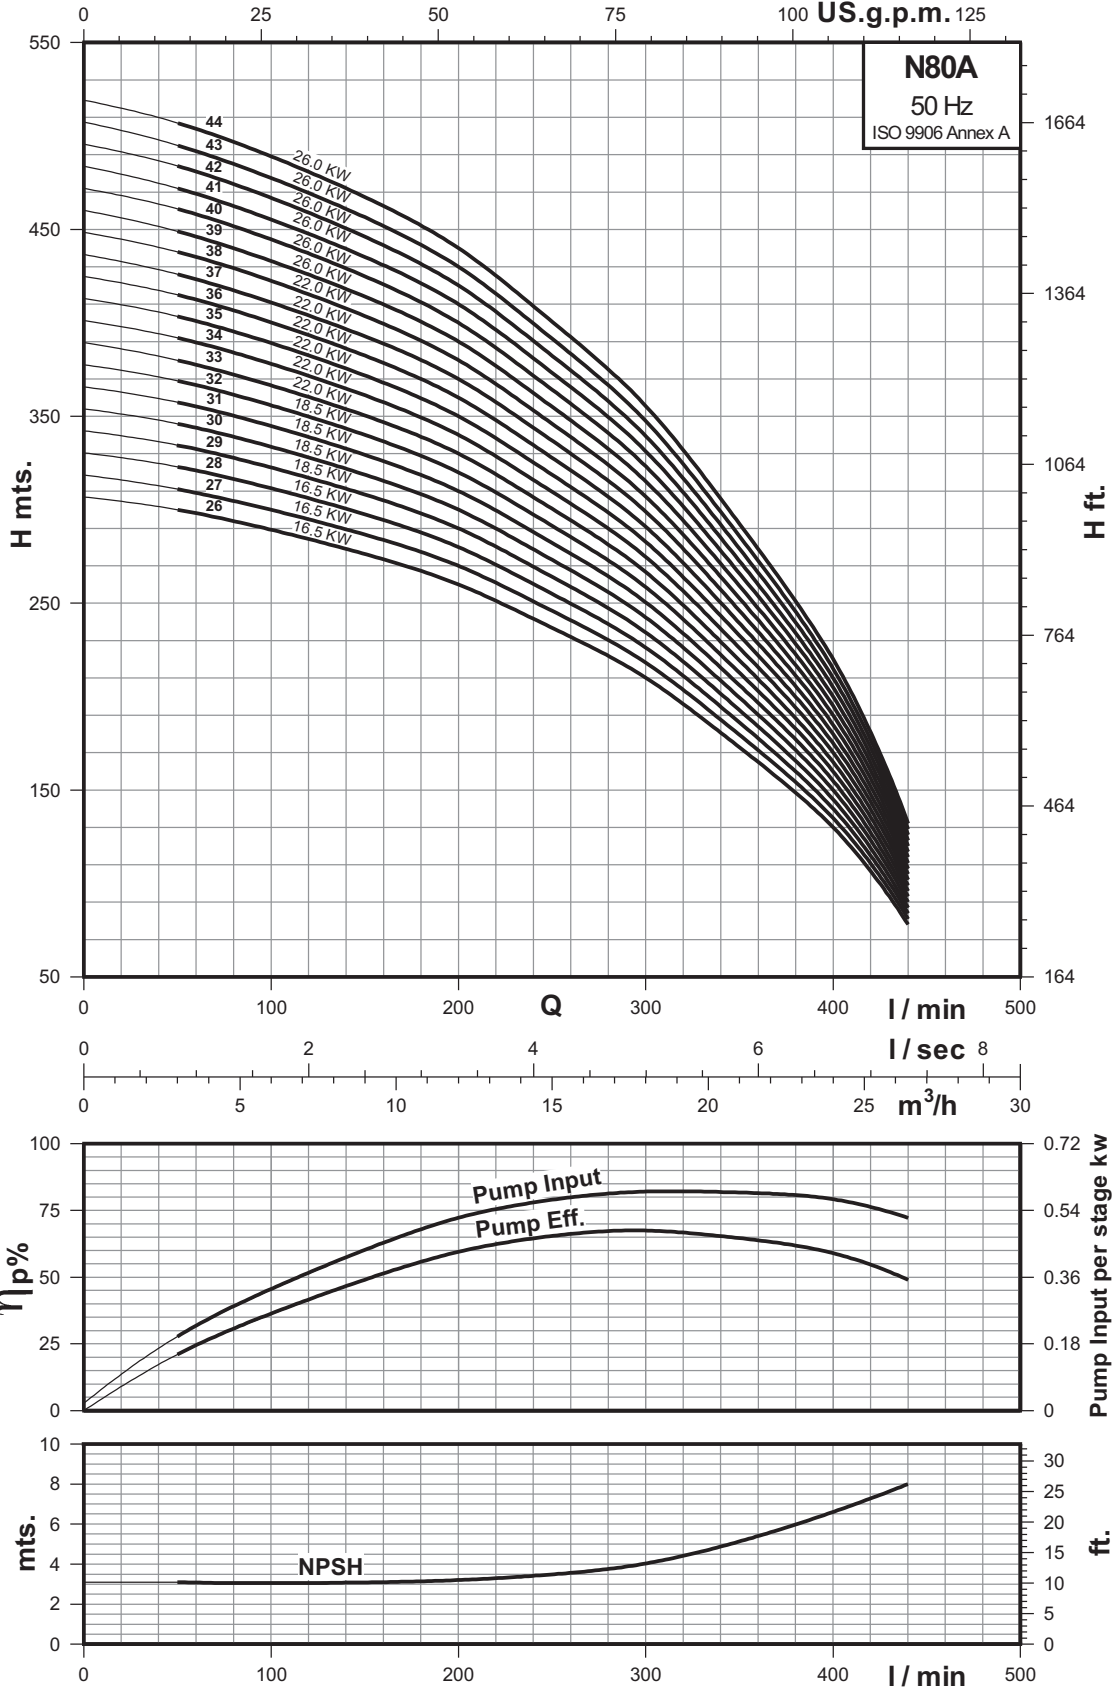 0 25 50 75 100 US.g.p.m. 125
550
N80A
50 Hz
ISO 9906 Annex A
1664
44
43
42
41
40
39
38
37
36
35
34
33
32
31
30
29
28
27
26
26.0 KW
26.0 KW
26.0 KW
26.0 KW
26.0 KW
26.0 KW
22.0 KW
22.0 KW
22.0 KW
22.0 KW
22.0 KW
22.0 KW
18.5 KW
18.5 KW
18.5 KW
18.5 KW
16.5 KW
16.5 KW
16.5 KW
450
1364
350
1064
H mts.
H ft.
250
764
150
464
50
164
0 100 200 Q 300 400 l / min 500
0 2 4 6 l / sec 8
0 5 10 15 20 25 m³/h 30
100
75
50
25
0
ηp%
Pump Input
Pump Eff.
0.72
0.54
0.36
0.18
0
Pump Input per stage kw
10
8
6
4
2
0
mts.
NPSH
30
25
20
15
10
5
0
ft.
0 100 200 300 400 l / min 500